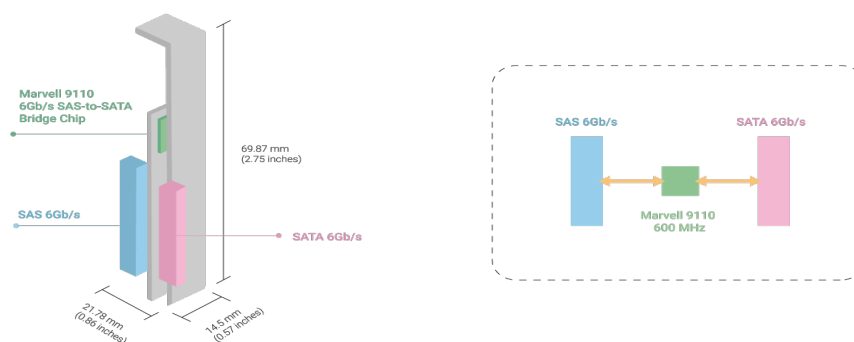 Marvell 9110
6Gb/s SAS-to-SATA
Bridge Chip
69.87 mm
(2.75 inches)
SAS 6Gb/s
SATA 6Gb/s
21.78 mm
(0.86 inches)
14.5 mm
(0.57 inches)
SAS 6Gb/s
SATA 6Gb/s
Marvell 9110
600 MHz